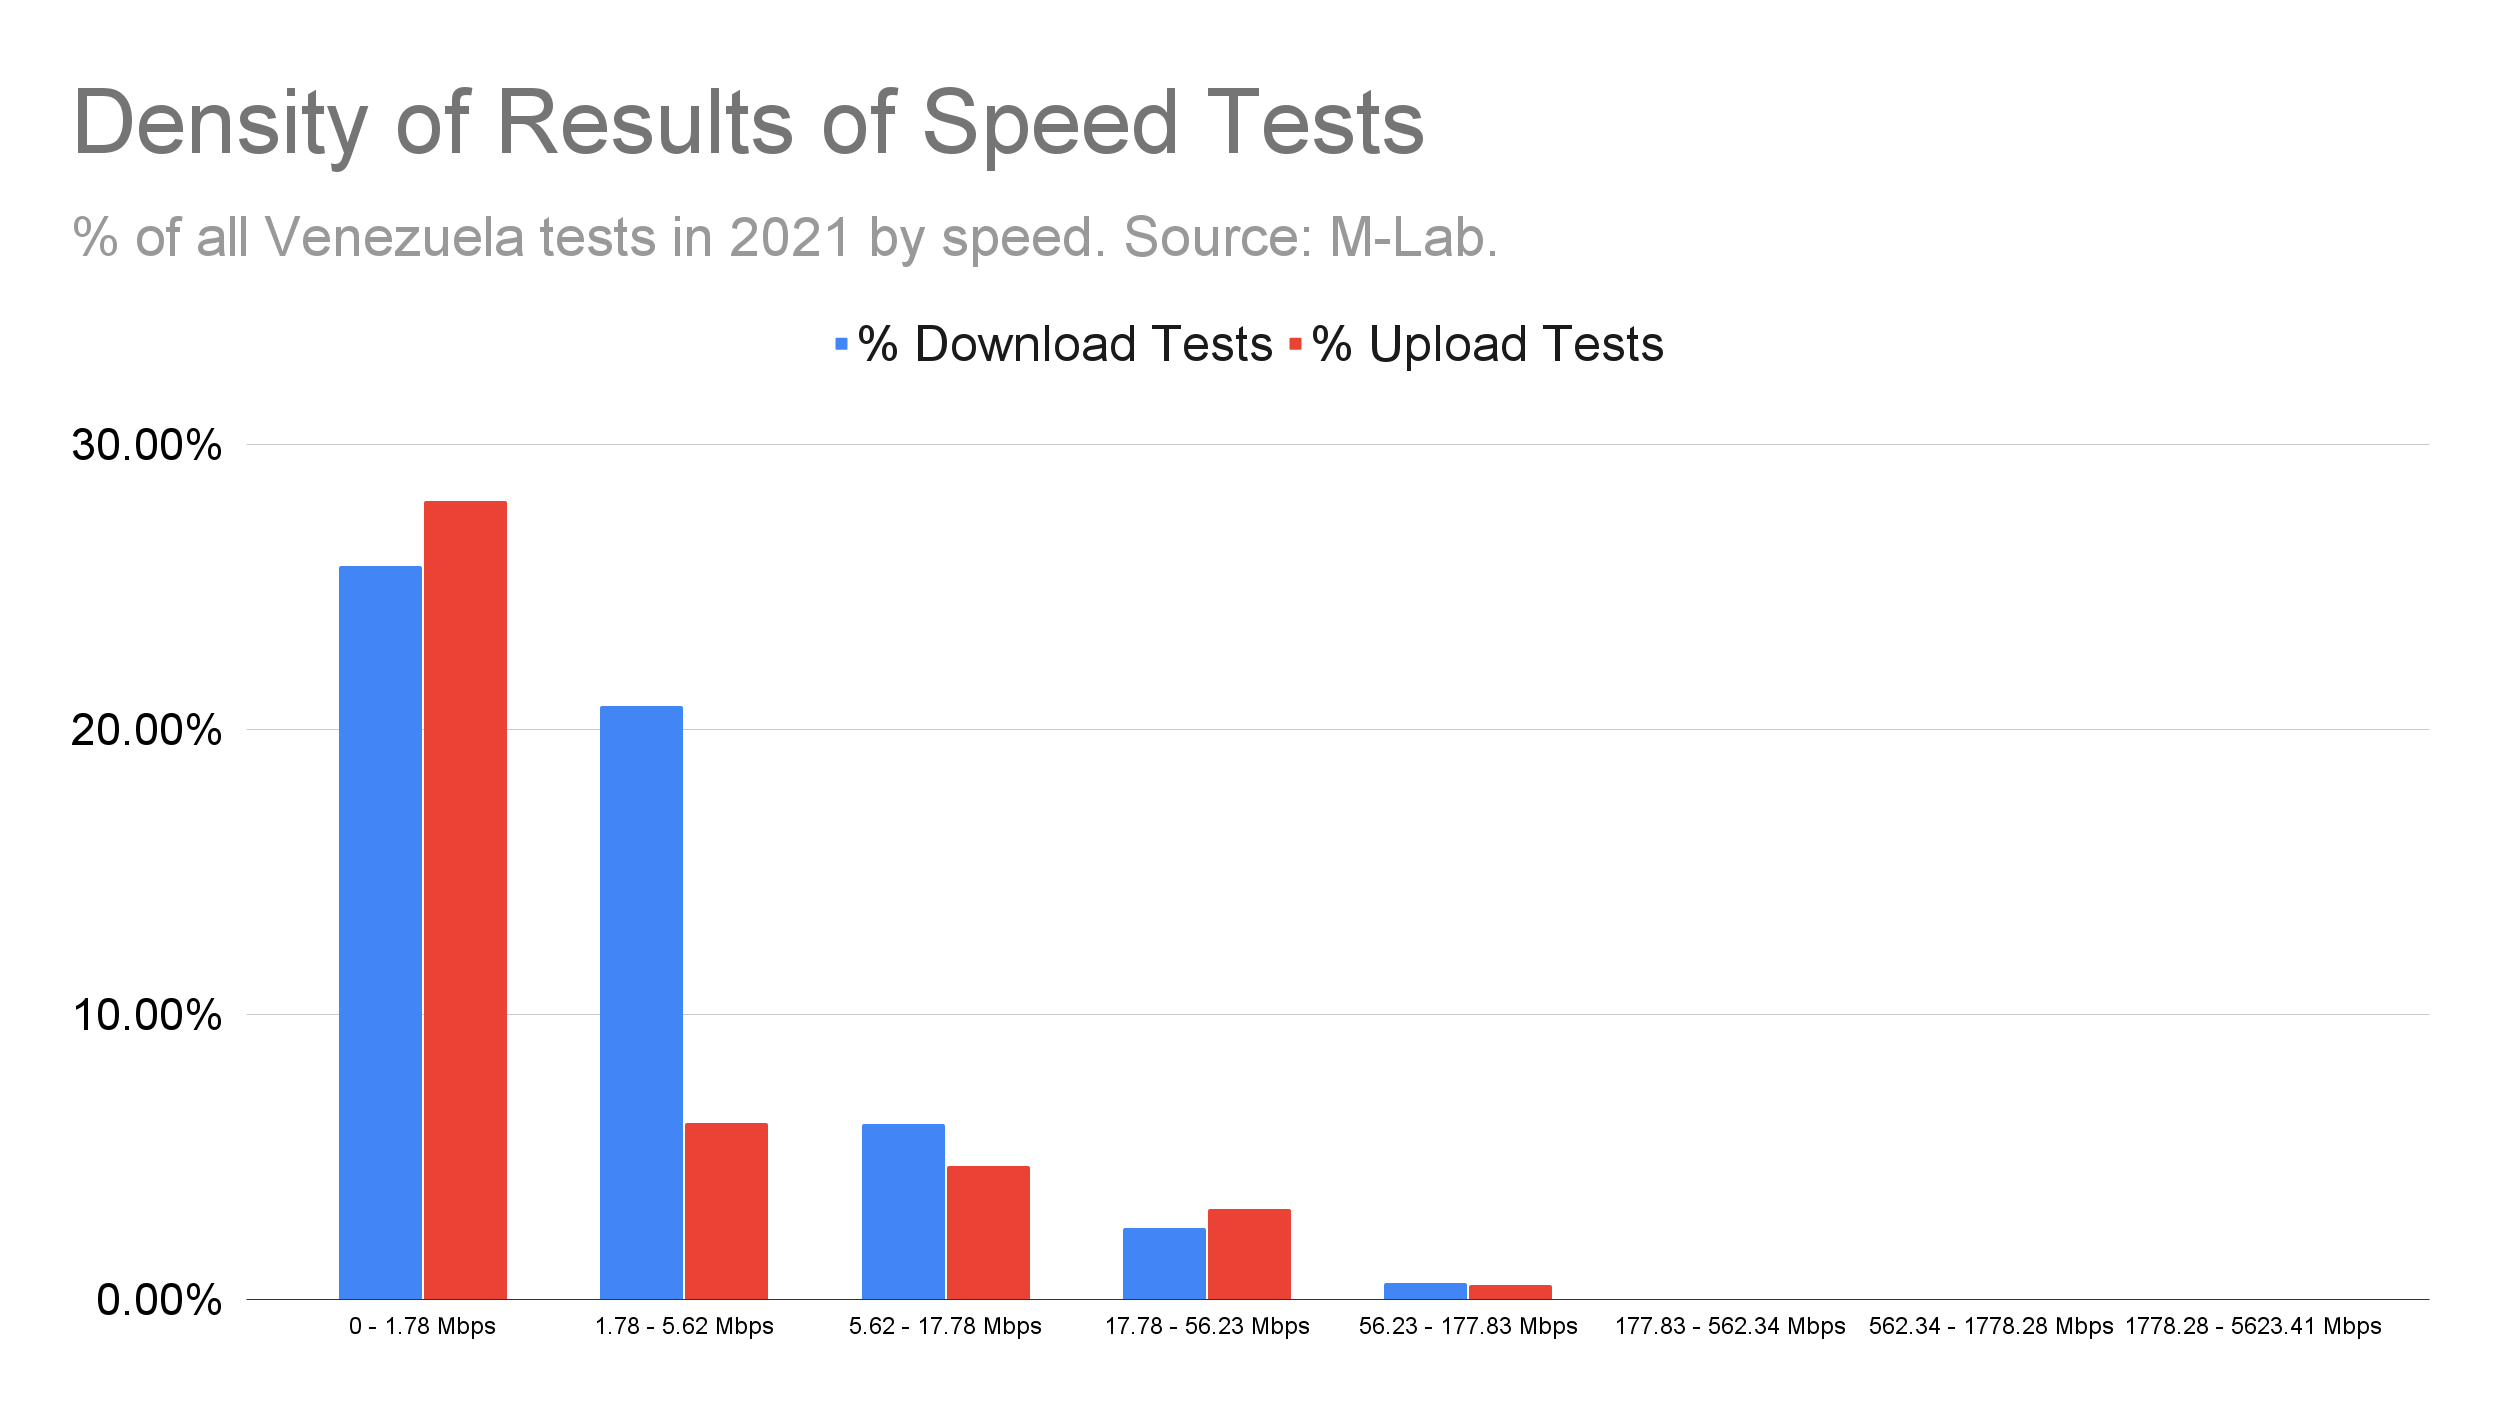 Density of Results of Speed Tests
% of all Venezuela tests in 2021 by speed. Source: M-Lab.
% Download Tests % Upload Tests
30.00%
20.00%
10.00%
0.00%
0 - 1.78 Mbps 1.78 - 5.62 Mbps 5.62 - 17.78 Mbps 17.78 - 56.23 Mbps 56.23 - 177.83 Mbps 177.83 - 562.34 Mbps 562.34 - 1778.28 Mbps 1778.28 - 5623.41 Mbps